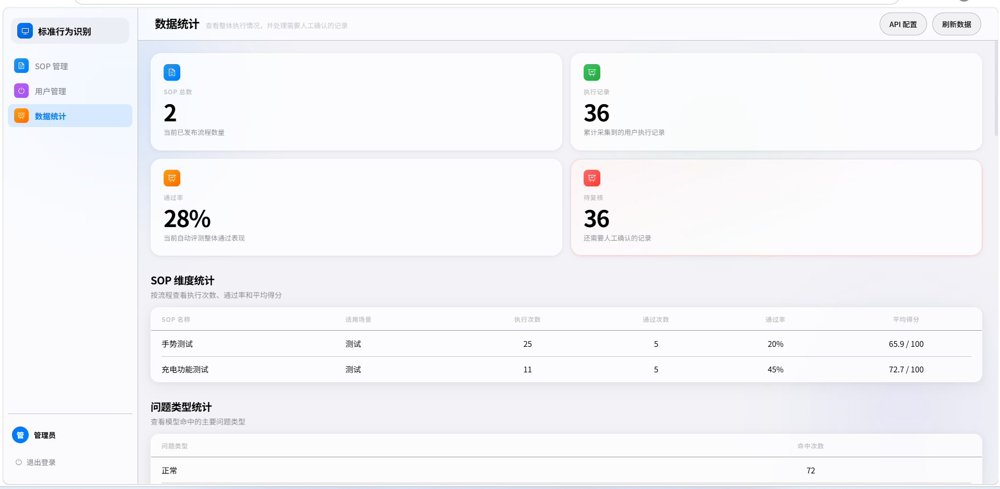 标准行为识别
SOP 管理
用户管理
数据统计
管
管理员
退出登录
数据统计 查看整体执行情况，并处理需要人工确认的记录
API 配置
刷新数据
SOP 总数
2
当前已发布流程数量
执行记录
36
累计采集到的用户执行记录
通过率
28%
当前自动评测整体通过表现
待复核
36
还需要人工确认的记录
SOP 维度统计
按流程查看执行次数、通过率和平均得分
SOP 名称 适用场景 执行次数 通过次数 通过率 平均得分
手势测试 测试 25 5 20% 65.9 / 100
充电功能测试 测试 11 5 45% 72.7 / 100
问题类型统计
查看模型命中的主要问题类型
问题类型 命中次数
正常 72